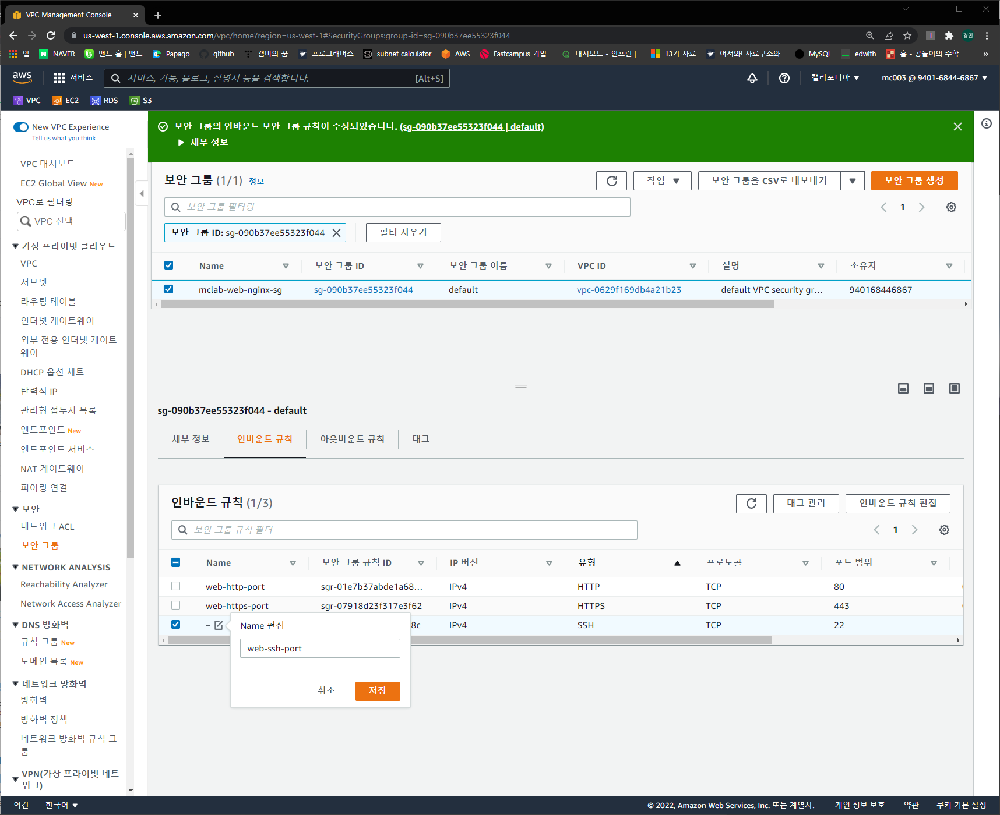 VPC Management Console
us-west-1.console.aws.amazon.com/vpc/home?region=us-west-1#SecurityGroups:group-id=sg-090b37ee55323f044
경민
앱 NAVER 밴드 홈 | 밴드 Papago github 캠미의 꿈 프로그래머스 subnet calculator AWS Fastcampus 기업... 대시보드 - 인프런 |... 13기 자료 어서와! 자료구조와... MySQL edwith 홈 - 공돌이의 수학... »
aws 서비스 서비스, 기능, 블로그, 설명서 등을 검색합니다. [Alt+S] 캘리포니아 ▼ mc003 @ 9401-6844-6867 ▼
VPC EC2 RDS S3
New VPC Experience
Tell us what you think
VPC 대시보드
EC2 Global View New
VPC로 필터링:
VPC 선택
가상 프라이빗 클라우드
VPC
서브넷
라우팅 테이블
인터넷 게이트웨이
외부 전용 인터넷 게이트
웨이
DHCP 옵션 세트
탄력적 IP
관리형 접두사 목록
엔드포인트 New
엔드포인트 서비스
NAT 게이트웨이
피어링 연결
보안
네트워크 ACL
보안 그룹
NETWORK ANALYSIS
Reachability Analyzer
Network Access Analyzer
DNS 방화벽
규칙 그룹 New
도메인 목록 New
네트워크 방화벽
방화벽
방화벽 정책
네트워크 방화벽 규칙 그
룹
VPN(가상 프라이빗 네트
워크)
보안 그룹의 인바운드 보안 그룹 규칙이 수정되었습니다. (sg-090b37ee55323f044 | default)
세부 정보
보안 그룹 (1/1) 정보 작업 ▼ 보안 그룹을 CSV로 내보내기 ▼ 보안 그룹 생성
보안 그룹 필터링 1
보안 그룹 ID: sg-090b37ee55323f044 필터 지우기
Name 보안 그룹 ID 보안 그룹 이름 VPC ID 설명 소유자
mclab-web-nginx-sg sg-090b37ee55323f044 default vpc-0629f169db4a21b23 default VPC security gr... 940168446867
sg-090b37ee55323f044 - default
세부 정보 인바운드 규칙 아웃바운드 규칙 태그
인바운드 규칙 (1/3) 태그 관리 인바운드 규칙 편집
보안 그룹 규칙 필터 1
Name 보안 그룹 규칙 ID IP 버전 유형 프로토콜 포트 범위
web-http-port sgr-01e7b37abde1a68... IPv4 HTTP TCP 80
web-https-port sgr-07918d23f317e3f62 IPv4 HTTPS TCP 443
– 8c IPv4 SSH TCP 22
Name 편집
web-ssh-port
취소 저장
의견 한국어 ▼ © 2022, Amazon Web Services, Inc. 또는 계열사. 개인 정보 보호 약관 쿠키 기본 설정